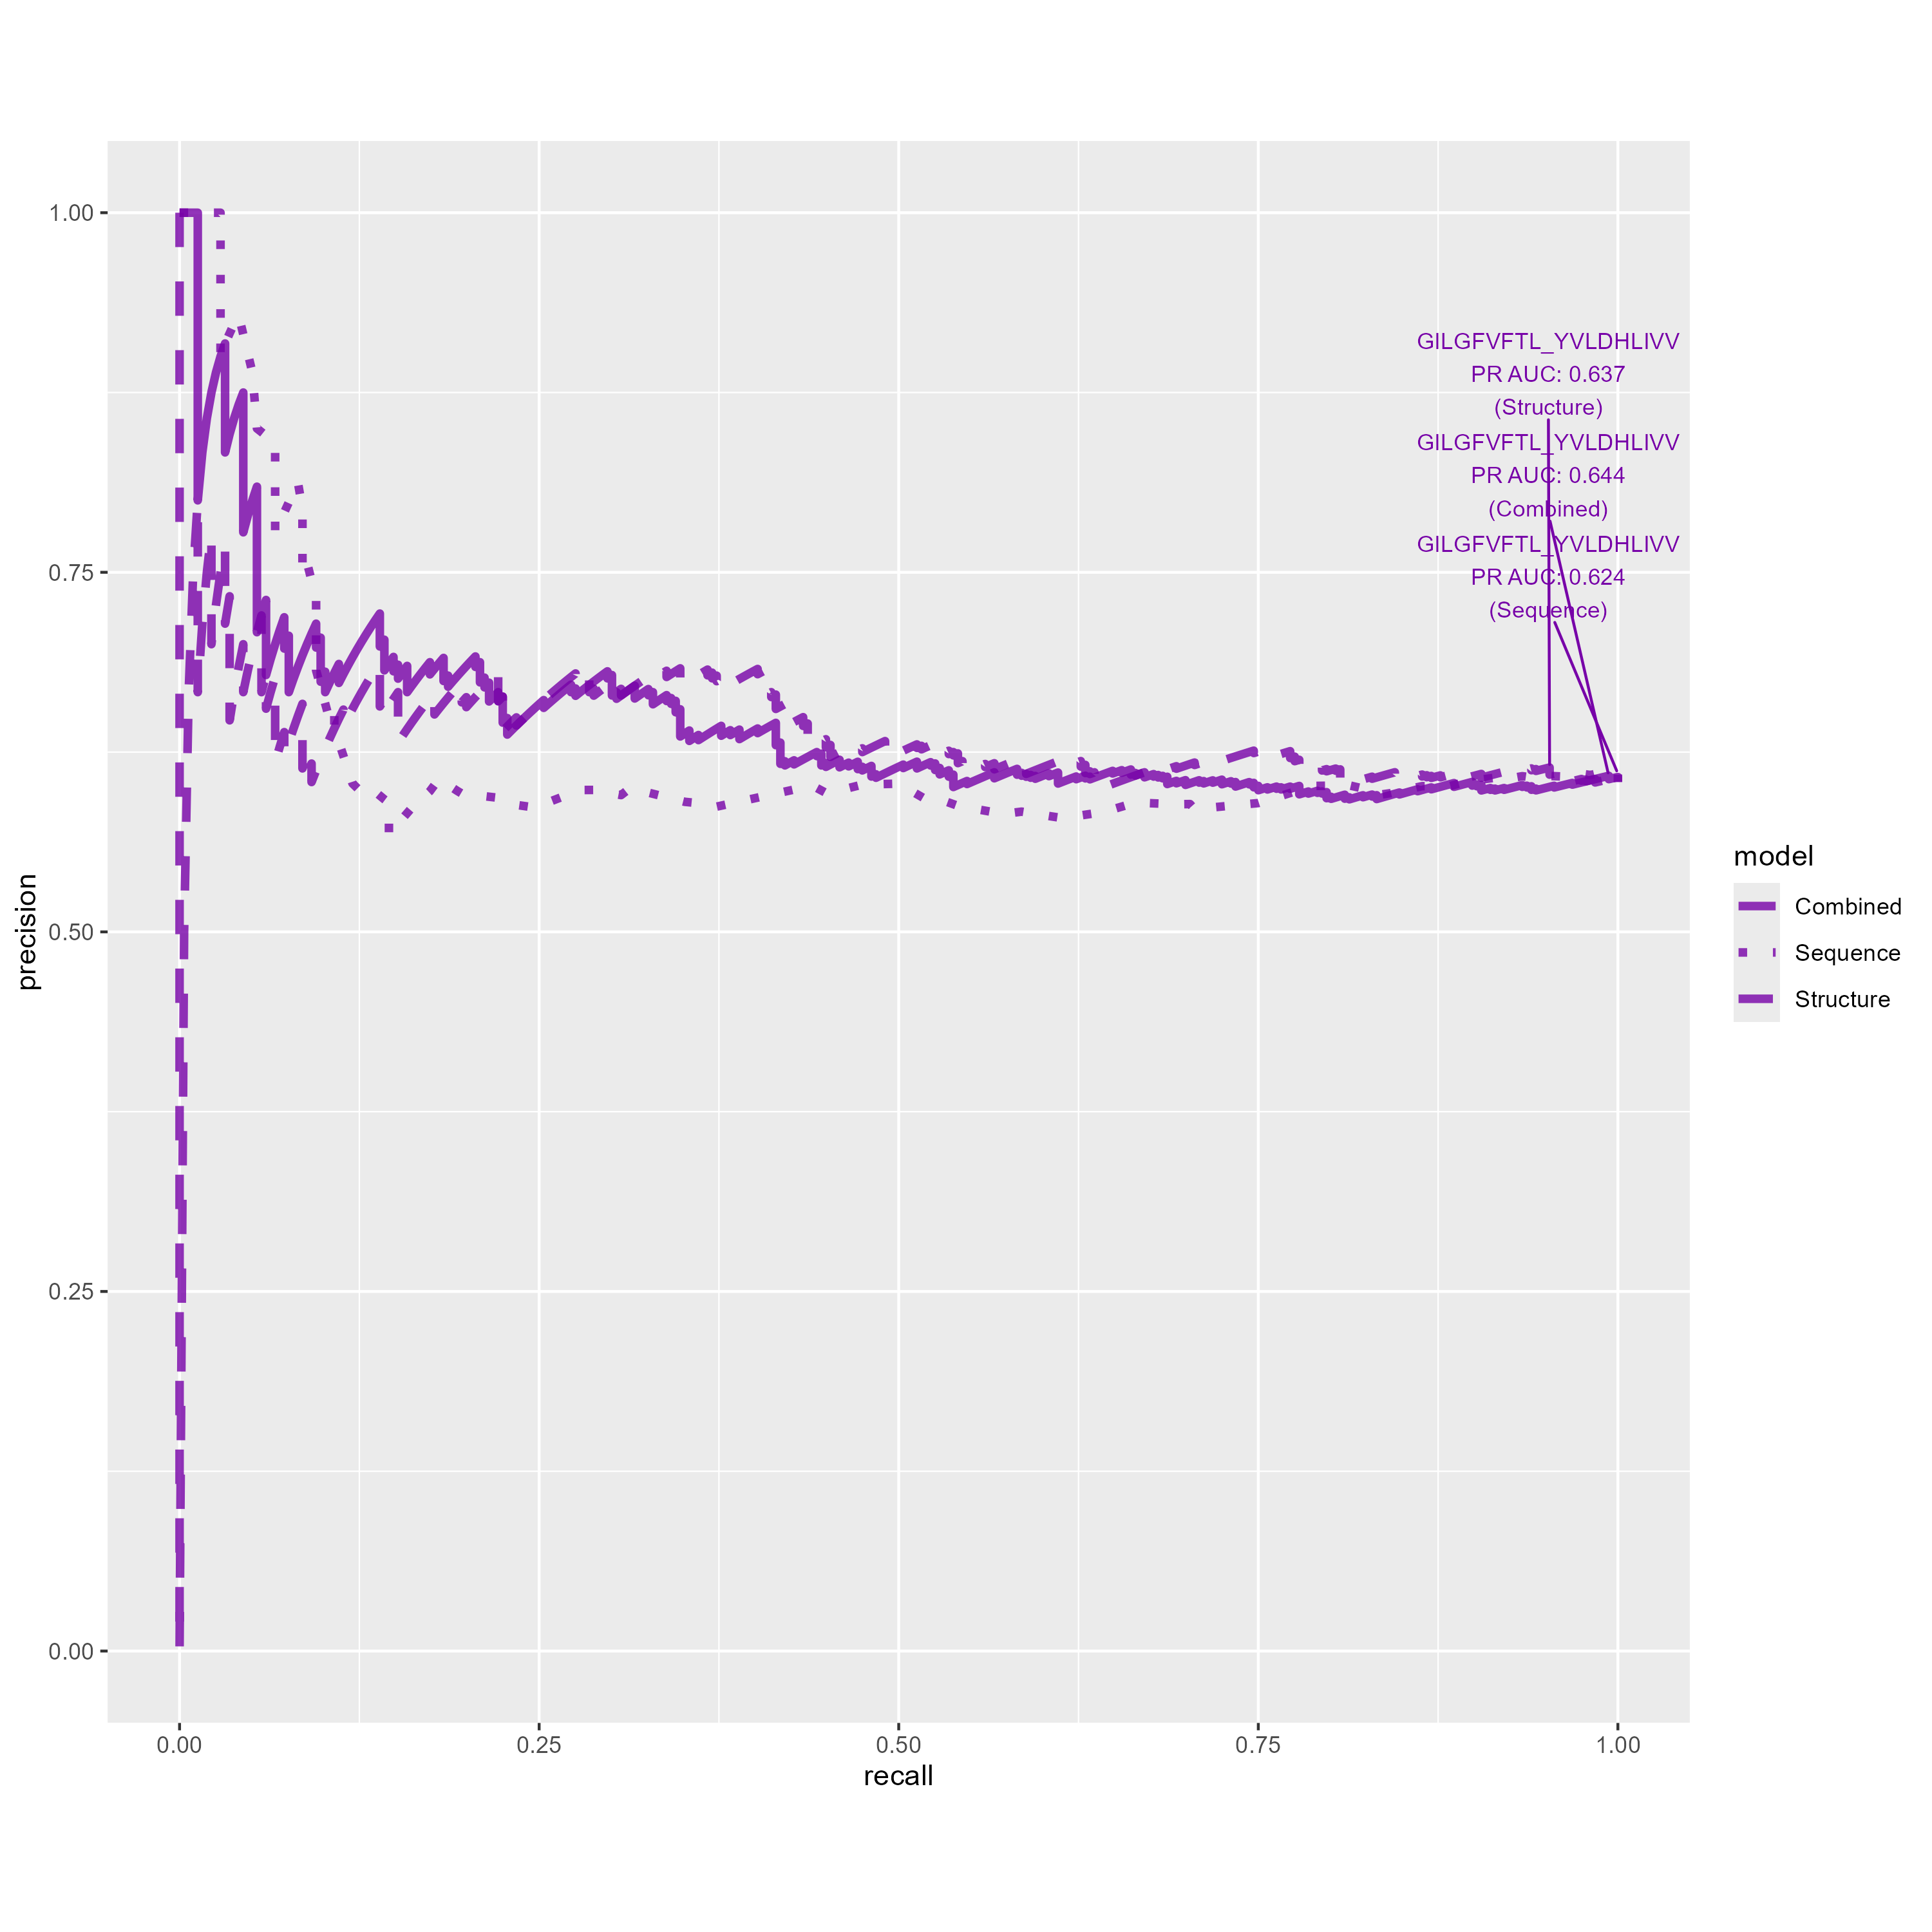 1.00
0.75
0.50
0.25
0.00
precision
0.00
0.25
0.50
0.75
1.00
recall
GILGFVFTL_YVLDHLIVV
PR AUC: 0.637
(Structure)
GILGFVFTL_YVLDHLIVV
PR AUC: 0.644
(Combined)
GILGFVFTL_YVLDHLIVV
PR AUC: 0.624
(Sequence)
model
Combined
Sequence
Structure